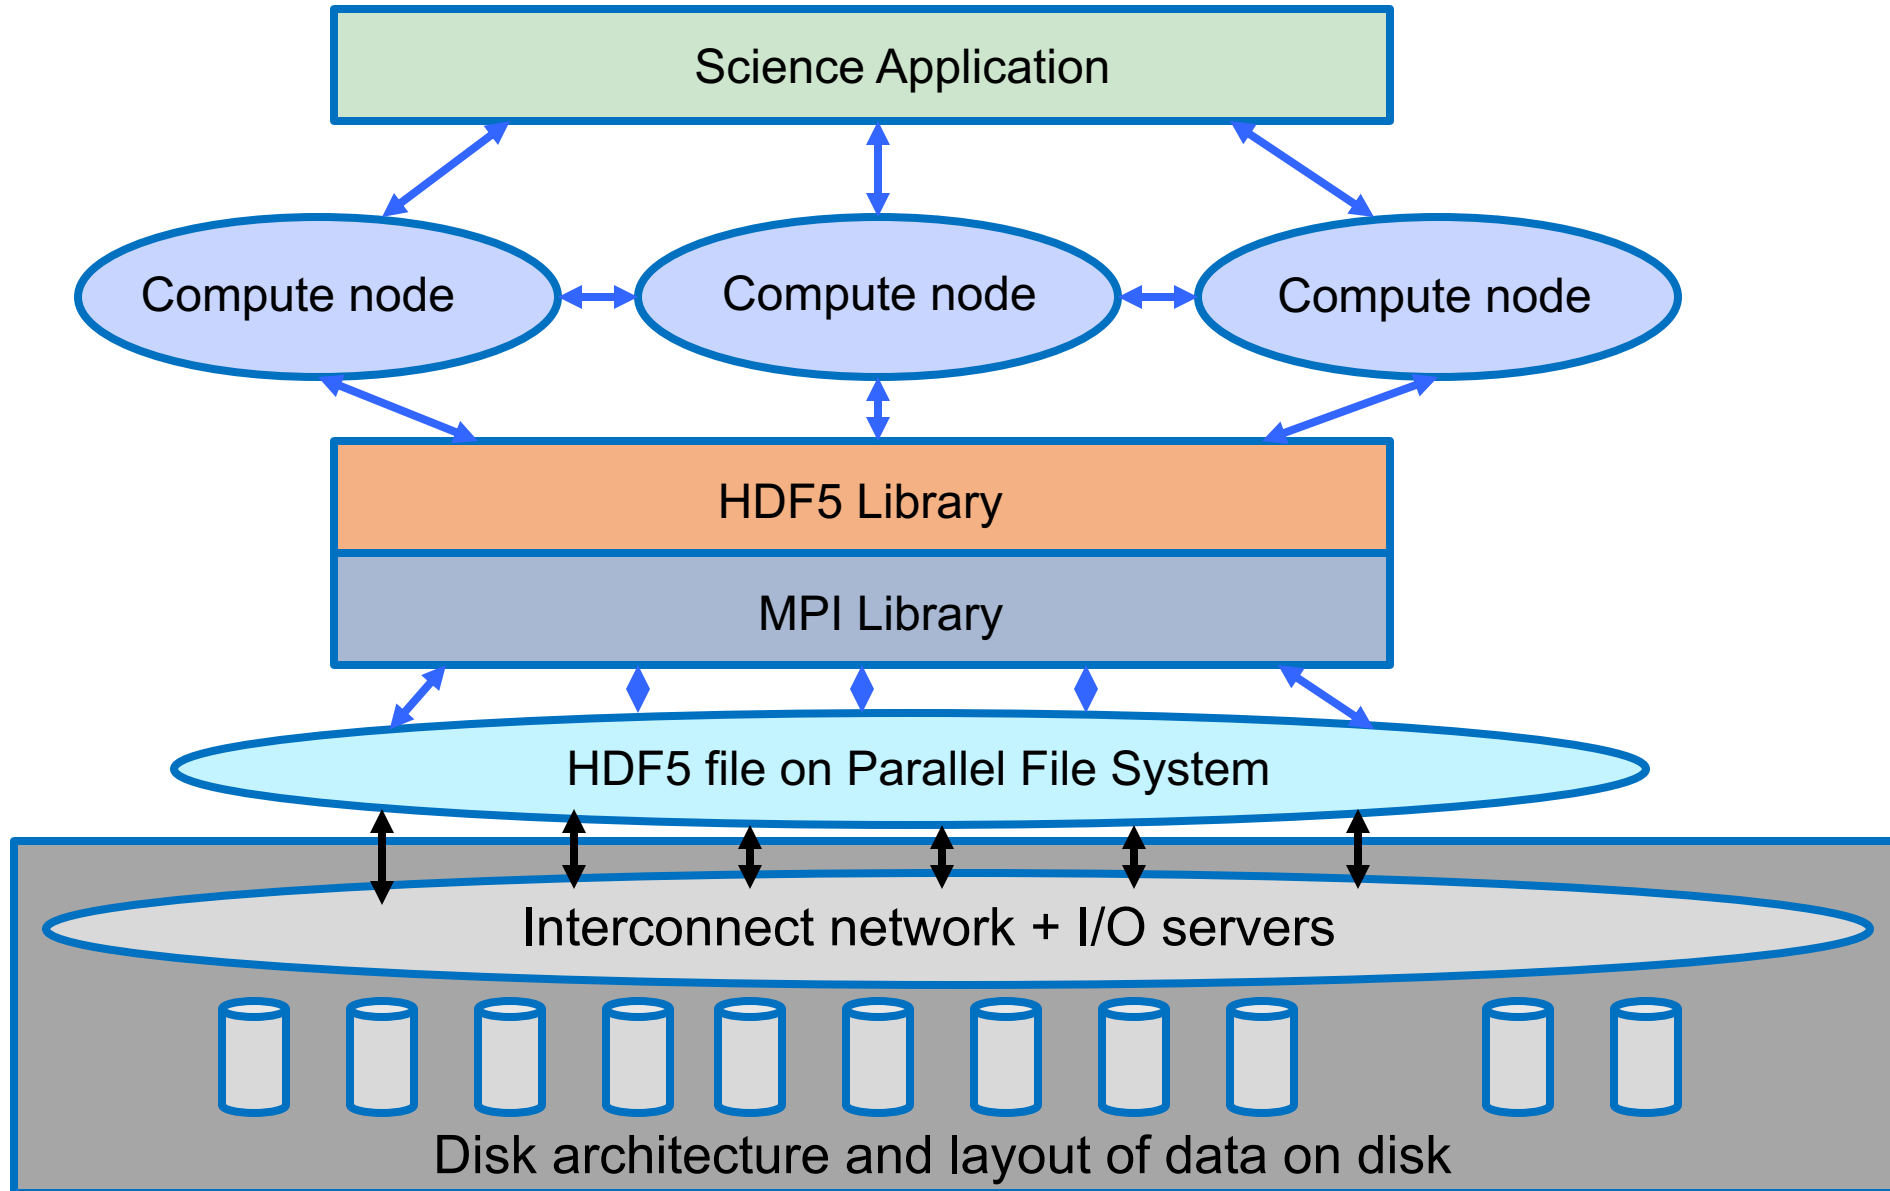 Science Application
Compute node
Compute node
Compute node
HDF5 Library
MPI Library
HDF5 file on Parallel File System
Interconnect network + I/O servers
Disk architecture and layout of data on disk